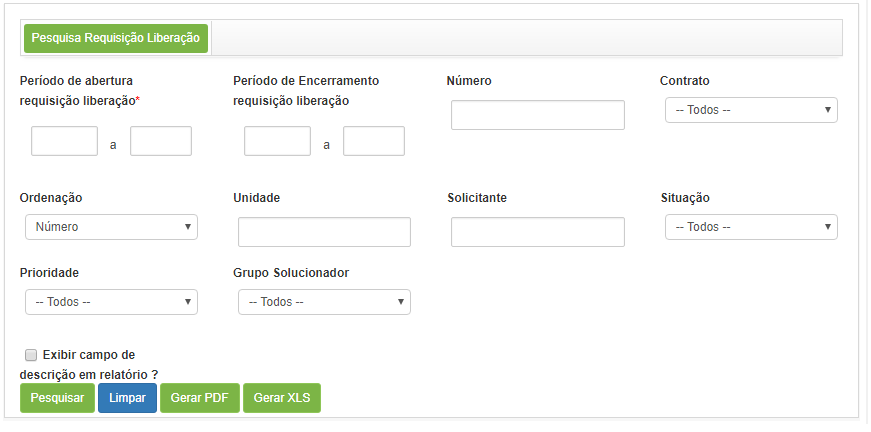 Pesquisa Requisição Liberação
Período de abertura
requisição liberação*
Período de Encerramento
requisição liberação
Número
Contrato
a
a
-- Todos --
Ordenação
Unidade
Solicitante
Situação
Número
-- Todos --
Prioridade
Grupo Solucionador
-- Todos --
-- Todos --
Exibir campo de
descrição em relatório ?
Pesquisar
Limpar
Gerar PDF
Gerar XLS